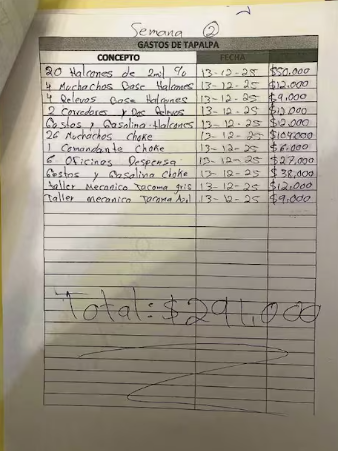 Semana 2
GASTOS DE TAPALPA
CONCEPTO FECHA
20 Halcones de 2mil % 13-12-25 $50.000
4 Muchachos Base Halcones 13-12-25 $12.000
4 Relevos Base Halcones 13-12-25 $9,000
2 Corredores y Dos Relevos 13-12-25
Gastos y Gasolina Halcones 13-12-25 $12.000
26 Muchachos Choke 13-12-25 $104,000
1 Comandante Choke 13-12-25 $6.000
6 Oficinas Despensa 13-12-25 $27,000
Gastos y Gasolina Choke 13-12-25 $38,000
taller Mecanico Tacoma gris 13-12-25 $12,000
taller mecanico Tacoma Azul 13-12-25 $9.000
Total: $291,000